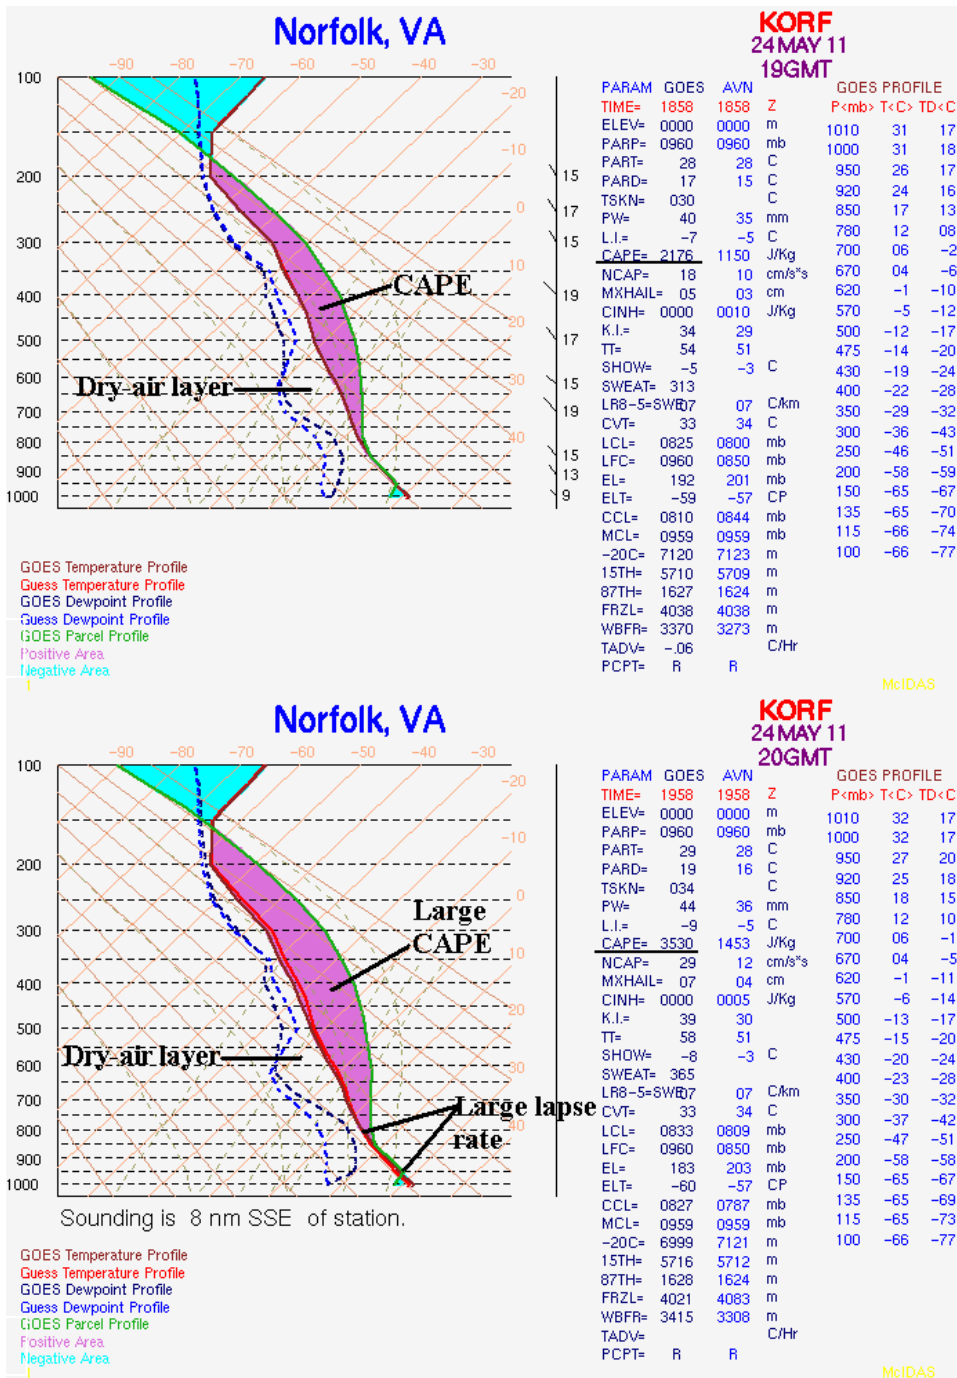 Norfolk, VA
KORF
24 MAY 11
19GMT
-90 -80 -70 -60 -50 -40 -30
-20
-10
0
10
20
30
40
100
200
300
400
500
600
700
800
900
1000
CAPE
Dry-air layer
15
17
15
19
17
15
19
15
13
9
PARAM GOES AVN
TIME= 1858 1858 Z
ELEV= 0000 0000 m
PARP= 0960 0960 mb
PART= 28 28 C
PARD= 17 15 C
TSKN= 030 C
PW= 40 35 mm
L.I.= -7 -5 C
CAPE= 2176 1150 J/Kg
NCAP= 18 10 cm/s*s
MXHAIL= 05 03 cm
CINH= 0000 0010 J/Kg
K.I.= 34 29
TT= 54 51
SHOW= -5 -3 C
SWEAT= 313
LR8-5=SWE07 07 C/km
CVT= 33 34 C
LCL= 0825 0800 mb
LFC= 0960 0850 mb
EL= 192 201 mb
ELT= -59 -57 CP
CCL= 0810 0844 mb
MCL= 0959 0959 mb
-20C= 7120 7123 m
15TH= 5710 5709 m
87TH= 1627 1624 m
FRZL= 4038 4038 m
WBFR= 3370 3273 m
TADV= -.06 C/Hr
PCPT= R R
GOES PROFILE
P<mb> T<C> TD<C
1010 31 17
1000 31 18
950 26 17
920 24 16
850 17 13
780 12 08
700 06 -2
670 04 -6
620 -1 -10
570 -5 -12
500 -12 -17
475 -14 -20
430 -19 -24
400 -22 -28
350 -29 -32
300 -36 -43
250 -46 -51
200 -58 -59
150 -65 -67
135 -65 -70
115 -66 -74
100 -66 -77
GOES Temperature Profile
Guess Temperature Profile
GOES Dewpoint Profile
Guess Dewpoint Profile
GOES Parcel Profile
Positive Area
Negative Area
McIDAS
Norfolk, VA
KORF
24 MAY 11
20GMT
-90 -80 -70 -60 -50 -40 -30
-20
-10
0
10
20
30
40
100
200
300
400
500
600
700
800
900
1000
Large
CAPE
Dry-air layer
Large lapse
rate
Sounding is 8 nm SSE of station.
PARAM GOES AVN
TIME= 1958 1958 Z
ELEV= 0000 0000 m
PARP= 0960 0960 mb
PART= 29 28 C
PARD= 19 16 C
TSKN= 034 C
PW= 44 36 mm
L.I.= -9 -5 C
CAPE= 3530 1453 J/Kg
NCAP= 29 12 cm/s*s
MXHAIL= 07 04 cm
CINH= 0000 0005 J/Kg
K.I.= 39 30
TT= 58 51
SHOW= -8 -3 C
SWEAT= 365
LR8-5=SWE07 07 C/km
CVT= 33 34 C
LCL= 0833 0809 mb
LFC= 0960 0850 mb
EL= 183 203 mb
ELT= -60 -57 CP
CCL= 0827 0787 mb
MCL= 0959 0959 mb
-20C= 6999 7121 m
15TH= 5716 5712 m
87TH= 1628 1624 m
FRZL= 4021 4083 m
WBFR= 3415 3308 m
TADV= C/Hr
PCPT= R R
GOES PROFILE
P<mb> T<C> TD<C
1010 32 17
1000 32 17
950 27 20
920 25 18
850 18 15
780 12 10
700 06 -1
670 04 -5
620 -1 -11
570 -6 -14
500 -13 -17
475 -15 -20
430 -20 -24
400 -23 -28
350 -30 -32
300 -37 -42
250 -47 -51
200 -58 -58
150 -65 -67
135 -65 -69
115 -65 -73
100 -66 -77
GOES Temperature Profile
Guess Temperature Profile
GOES Dewpoint Profile
Guess Dewpoint Profile
GOES Parcel Profile
Positive Area
Negative Area
McIDAS